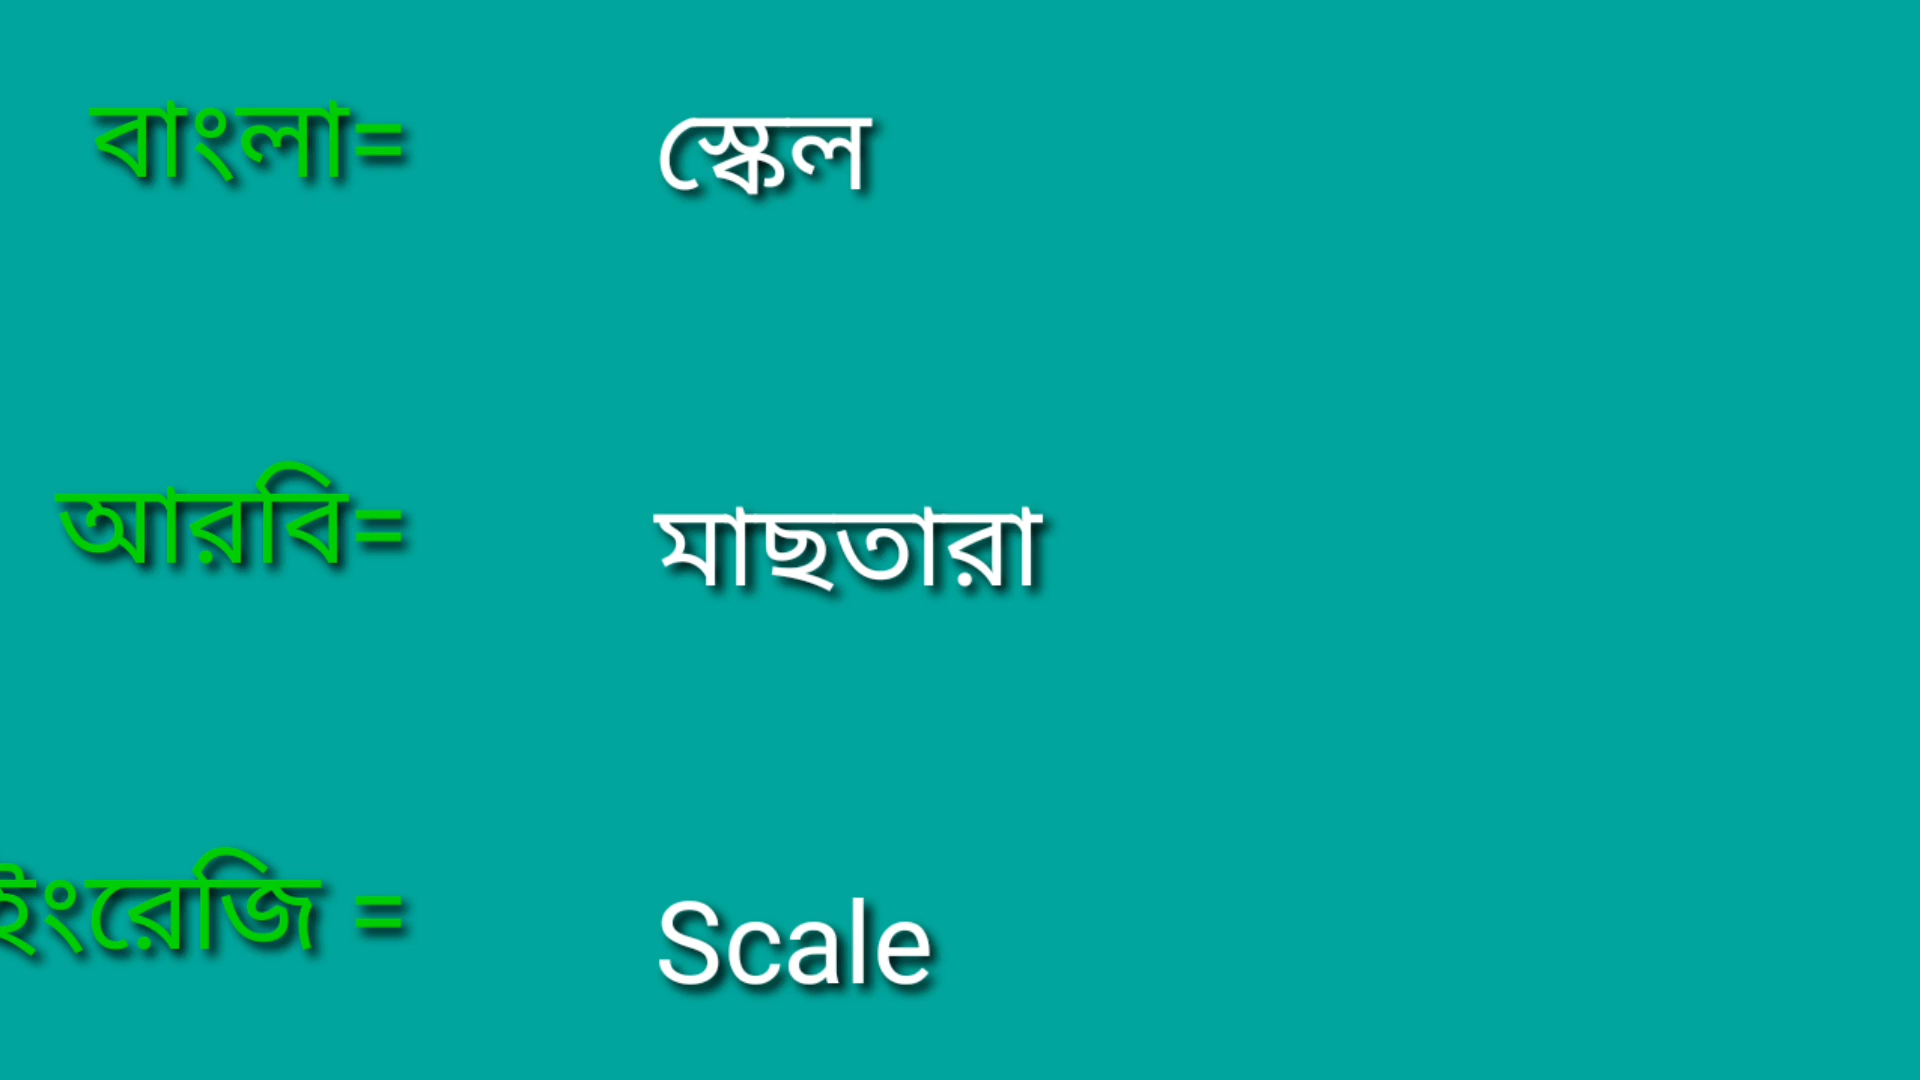 বাংলা= স্কেল
আরবি= মাছতারা
ইংরেজি = Scale